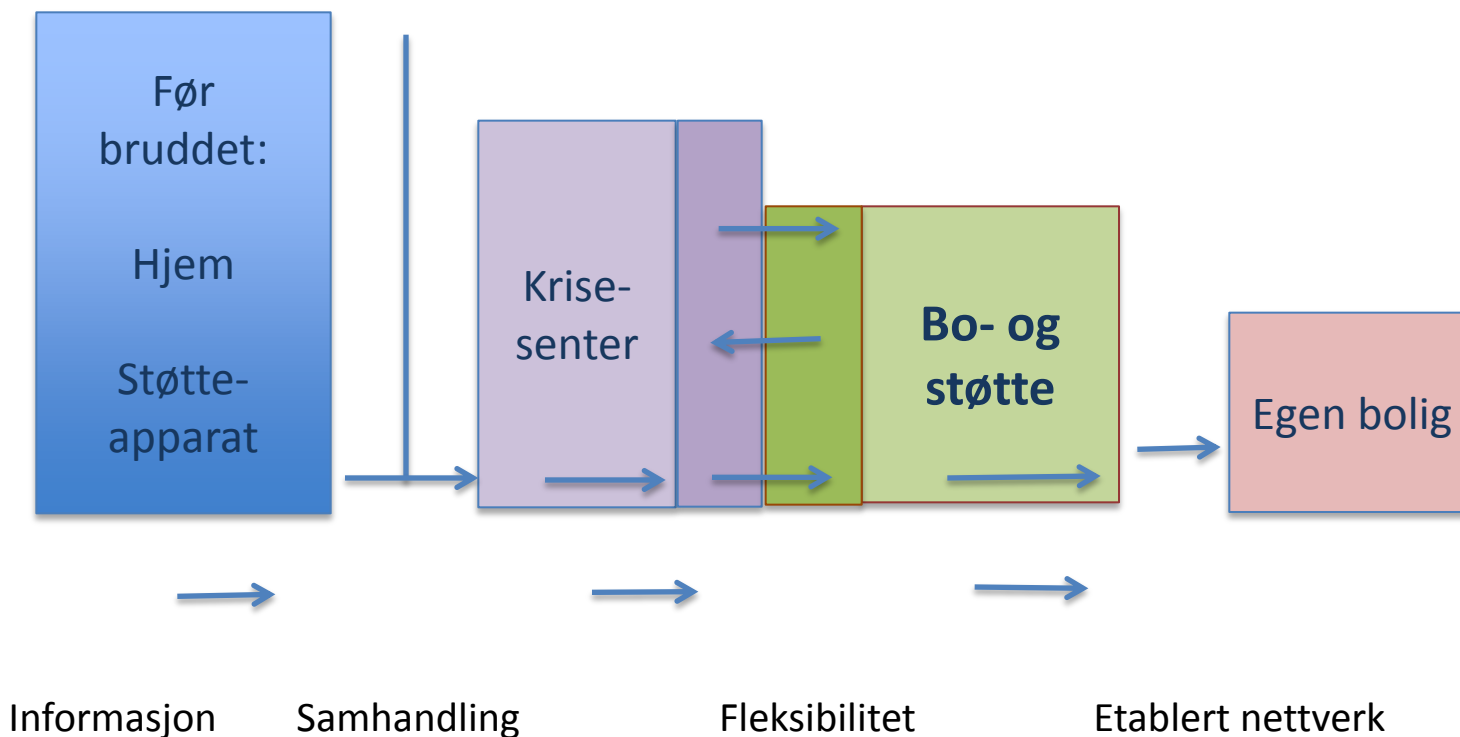 Før
bruddet:
Hjem
Støtte-
apparat
Krise-
senter
Bo- og
støtte
Egen bolig
Informasjon
Samhandling
Fleksibilitet
Etablert nettverk